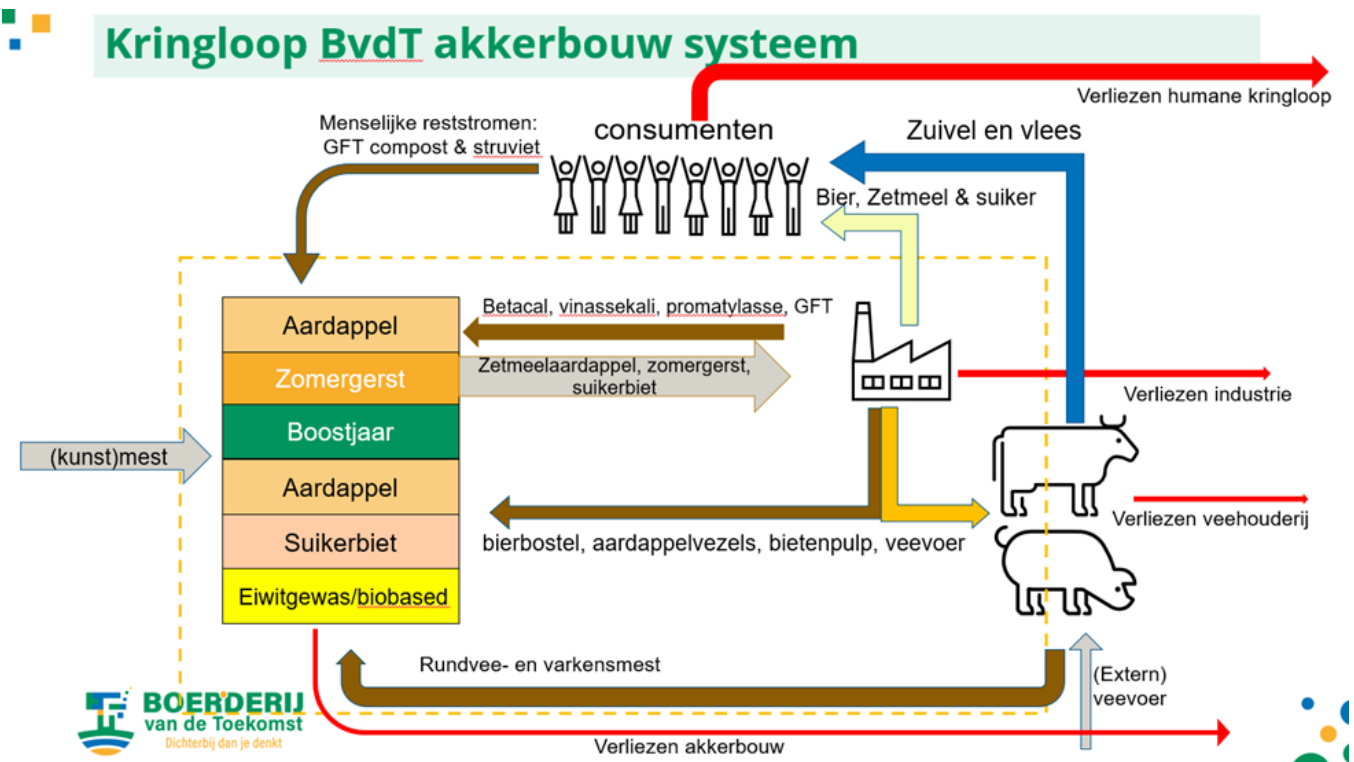 Kringloop BvdT akkerbouw systeem
Verliezen humane kringloop
Menselijke reststromen:
GFT compost & struviet
consumenten
Zuivel en vlees
Bier, Zetmeel & suiker
Betacal, vinassekali, promatylasse, GFT
Zetmeelaardappel, zomergerst,
suikerbiet
Aardappel
Zomergerst
Boostjaar
Aardappel
Suikerbiet
Eiwitgewas/biobased
(kunst)mest
Verliezen industrie
Verliezen veehouderij
bierbostel, aardappelvezels, bietenpulp, veevoer
Rundvee- en varkensmest
(Extern)
veevoer
Verliezen akkerbouw
BOERDERIJ
van de Toekomst
Dichterbij dan je denkt